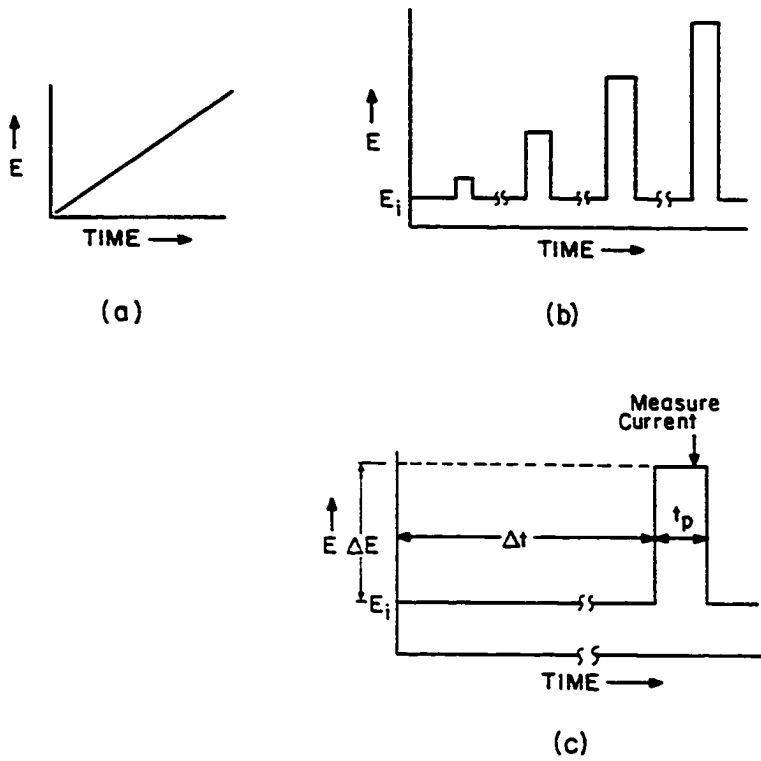 E
TIME
(a)
E
Ei
TIME
(b)
Measure
Current
E ΔE
Δt
tp
Ei
TIME
(c)